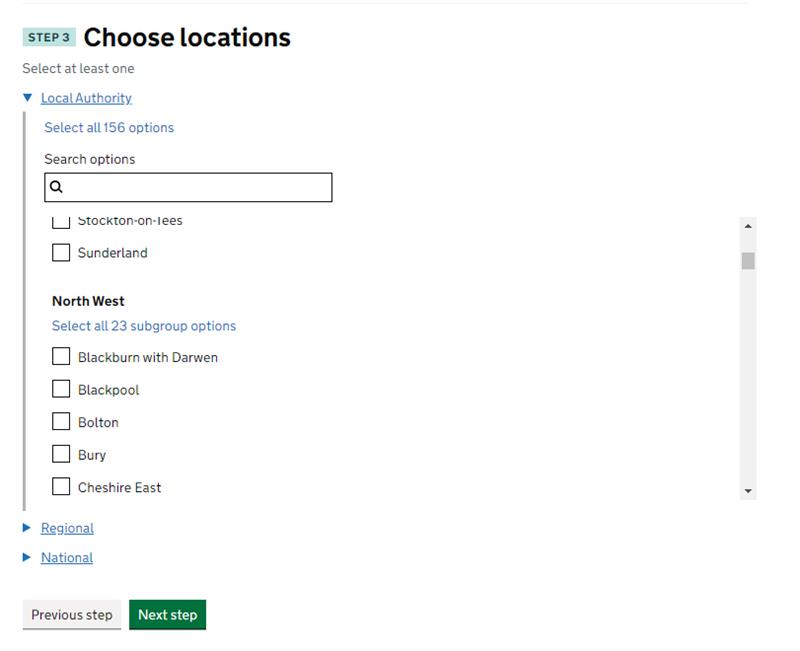 STEP 3 Choose locations
Select at least one
Local Authority
Select all 156 options
Search options
Stockton-on-Tees
Sunderland
North West
Select all 23 subgroup options
Blackburn with Darwen
Blackpool
Bolton
Bury
Cheshire East
Regional
National
Previous step Next step